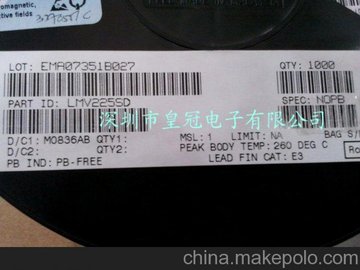 omagnetic,
active fields
LOT: EMA07351B027
QTY: 1000
PART ID: LMV225SD
SPEC: NOPB
深圳市皇冠电子有限公司
D/C1: M0836AB QTY1:
D/C2: QTY2:
MSL: 1 LIMIT: NA
BAG S/
PEAK BODY TEMP: 260 DEG C
PB IND: PB-FREE
LEAD FIN CAT: E3
Ro
china.makepolo.com